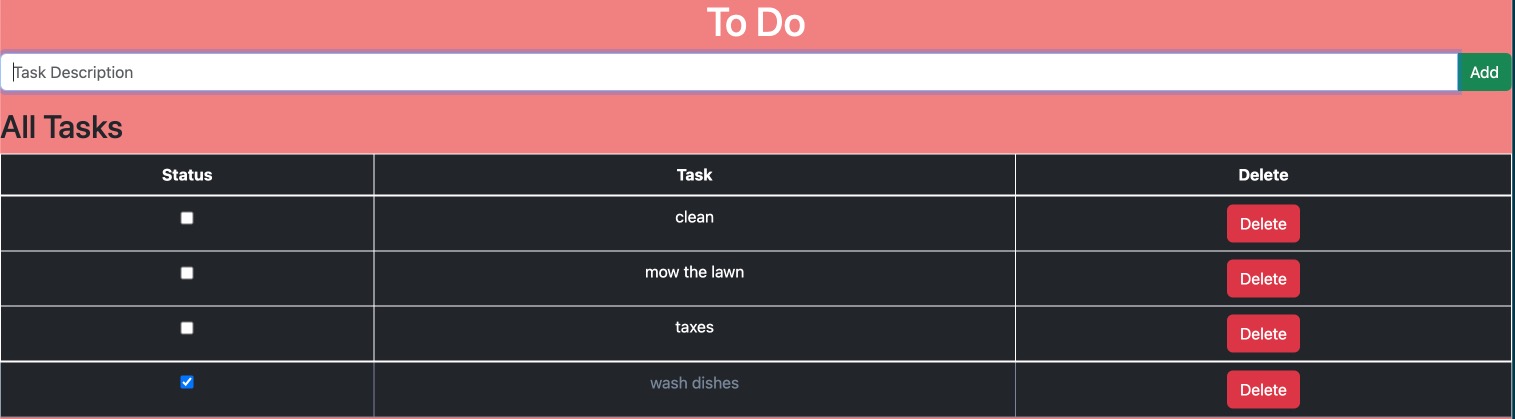 To Do
Task Description Add
All Tasks
Status Task Delete
clean Delete
mow the lawn Delete
taxes Delete
wash dishes Delete